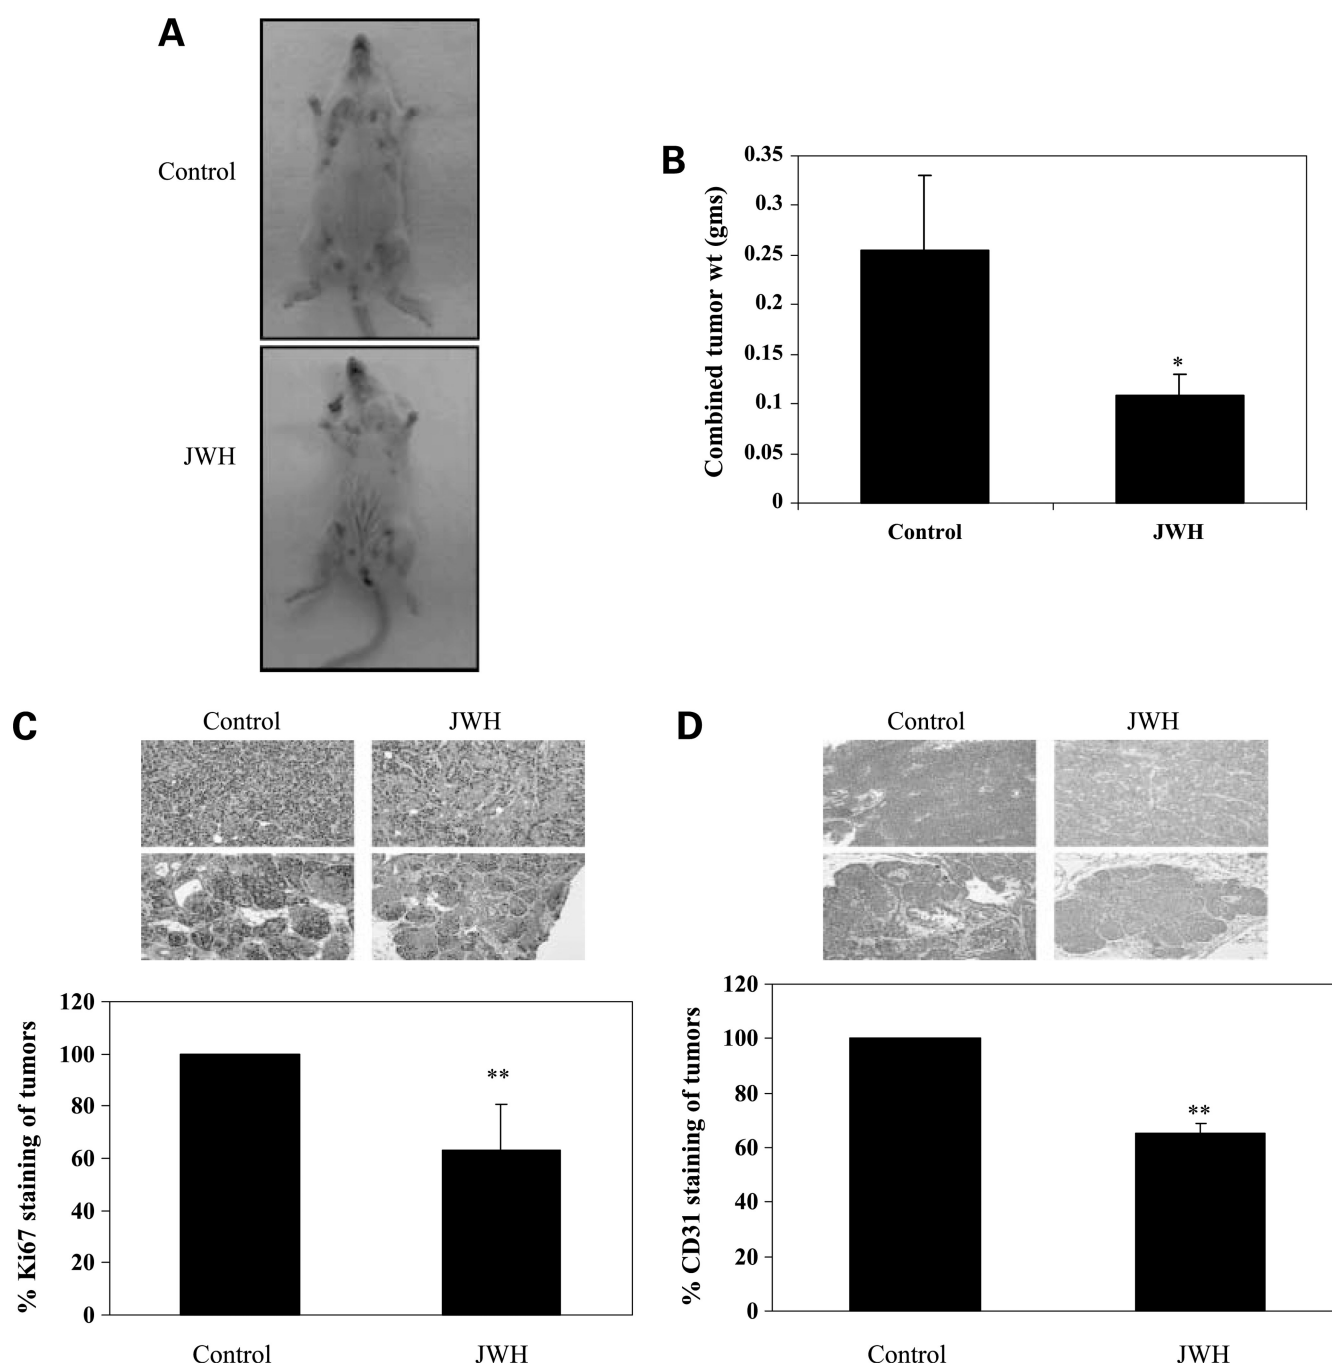 A
Control
JWH
B
Combined tumor wt (gms)
0.35
0.3
0.25
0.2
0.15
0.1
0.05
0
*
Control JWH
C
Control JWH
% Ki67 staining of tumors
120
100
80
60
40
20
0
**
Control JWH
D
Control JWH
% CD31 staining of tumors
120
100
80
60
40
20
0
**
Control JWH